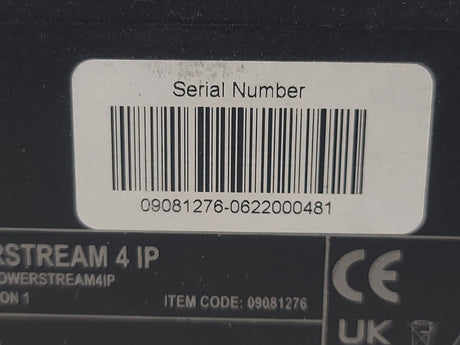 Serial Number
09081276-0622000481
RSTREAM 4 IP
OWERSTREAM4IP
ON 1
ITEM CODE: 09081276
CE
UK